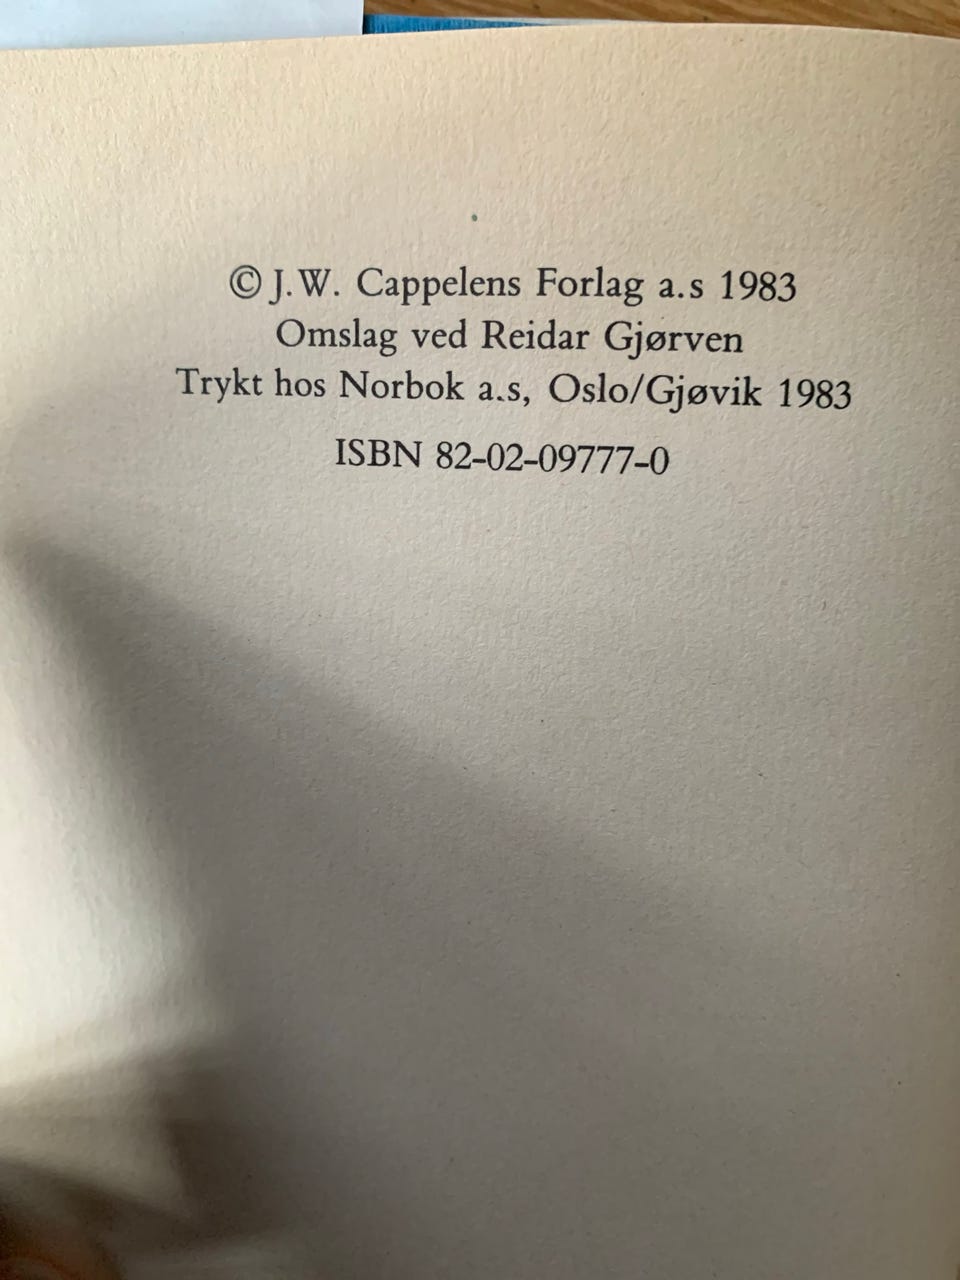 © J.W. Cappelens Forlag a.s 1983
Omslag ved Reidar Gjørven
Trykt hos Norbok a.s, Oslo/Gjøvik 1983
ISBN 82-02-09777-0